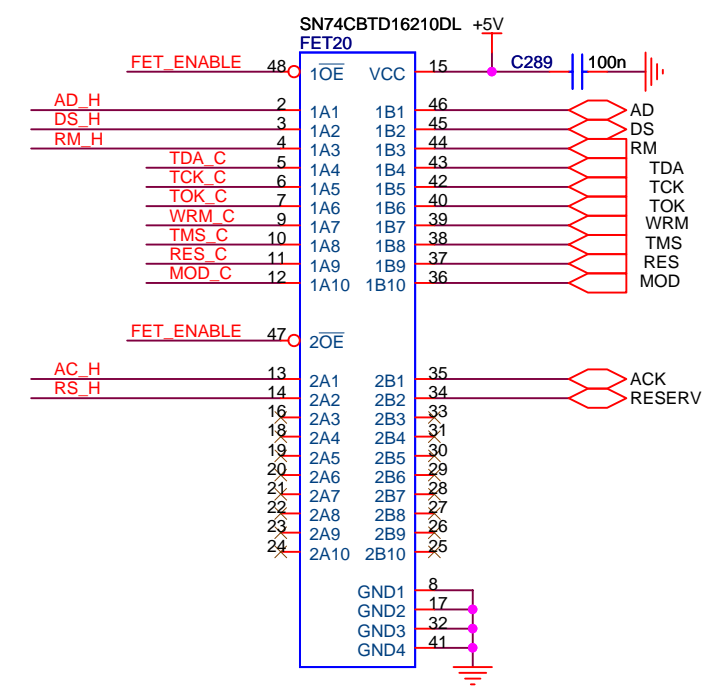 SN74CBTD16210DL +5V
FET20
FET_ENABLE 48 1OE VCC 15 C289 100n
AD_H 2 1A1 1B1 46 AD
DS_H 3 1A2 1B2 45 DS
RM_H 4 1A3 1B3 44 RM
TDA_C 5 1A4 1B4 43 TDA
TCK_C 6 1A5 1B5 42 TCK
TOK_C 7 1A6 1B6 40 TOK
WRM_C 9 1A7 1B7 39 WRM
TMS_C 10 1A8 1B8 38 TMS
RES_C 11 1A9 1B9 37 RES
MOD_C 12 1A10 1B10 36 MOD
FET_ENABLE 47 2OE
AC_H 13 2A1 2B1 35 ACK
RS_H 14 2A2 2B2 34 RESERV
16 2A3 2B3 33
18 2A4 2B4 31
19 2A5 2B5 30
20 2A6 2B6 29
21 2A7 2B7 28
22 2A8 2B8 27
23 2A9 2B9 26
24 2A10 2B10 25
GND1 8
GND2 17
GND3 32
GND4 41